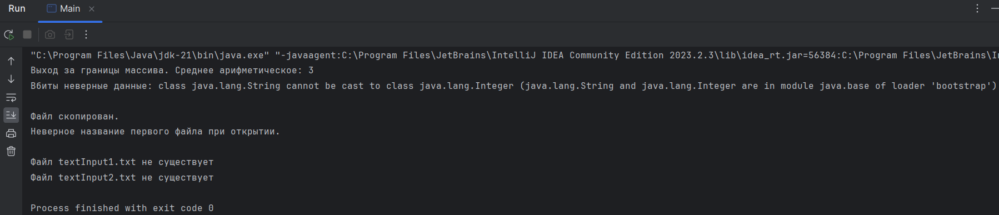 Run Main
"C:\Program Files\Java\jdk-21\bin\java.exe" "-javaagent:C:\Program Files\JetBrains\IntelliJ IDEA Community Edition 2023.2.3\lib\idea_rt.jar=56384:C:\Program Files\JetBrains\In
Выход за границы массива. Среднее арифметическое: 3
Вбиты неверные данные: class java.lang.String cannot be cast to class java.lang.Integer (java.lang.String and java.lang.Integer are in module java.base of loader 'bootstrap')
Файл скопирован.
Неверное название первого файла при открытии.
Файл textInput1.txt не существует
Файл textInput2.txt не существует
Process finished with exit code 0